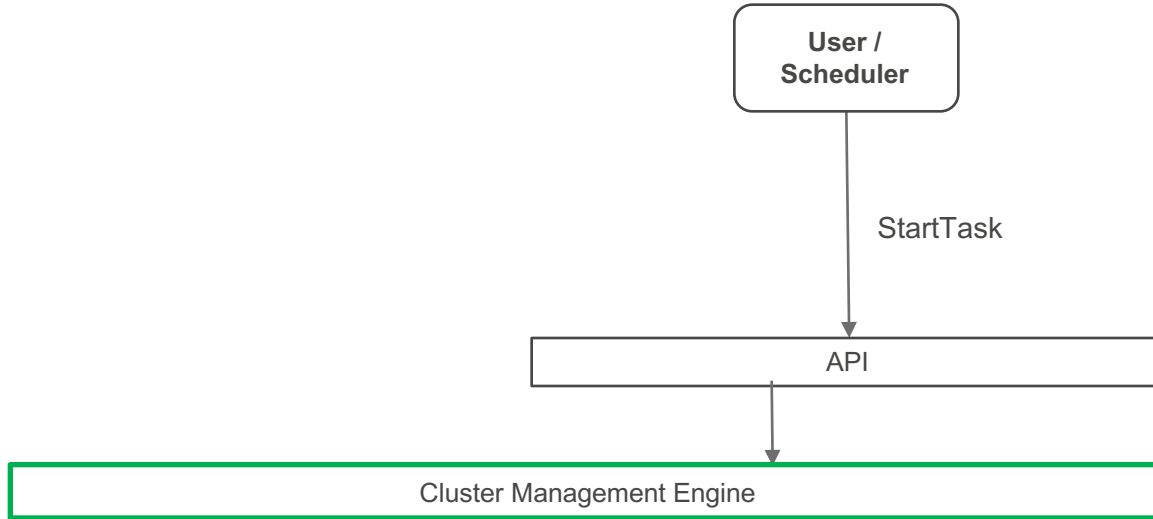 User /
Scheduler
StartTask
API
Cluster Management Engine